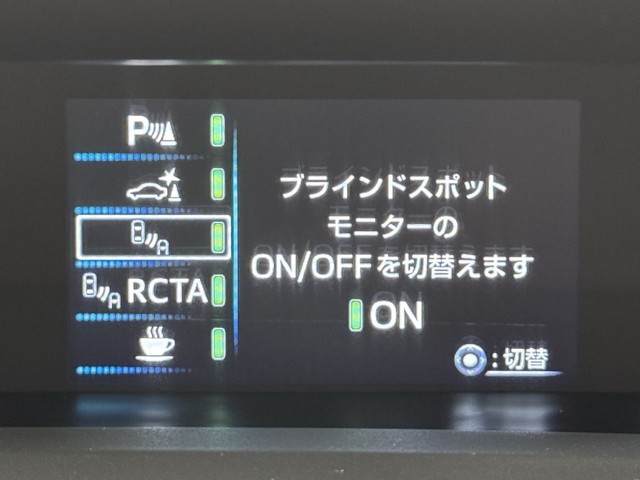 P
RCTA
ブラインドスポット
モニターの
ON/OFFを切替えます
ON
:切替